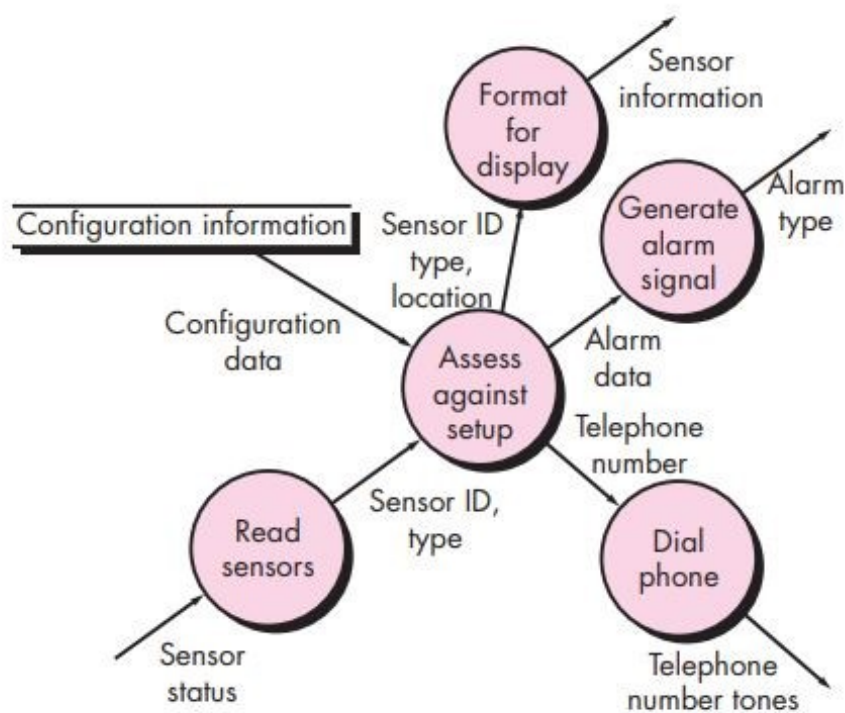 Format
for
display
Sensor
information
Generate
alarm
signal
Alarm
type
Configuration information
Sensor ID
type,
location
Configuration
data
Assess
against
setup
Alarm
data
Telephone
number
Sensor ID,
type
Read
sensors
Dial
phone
Sensor
status
Telephone
number tones